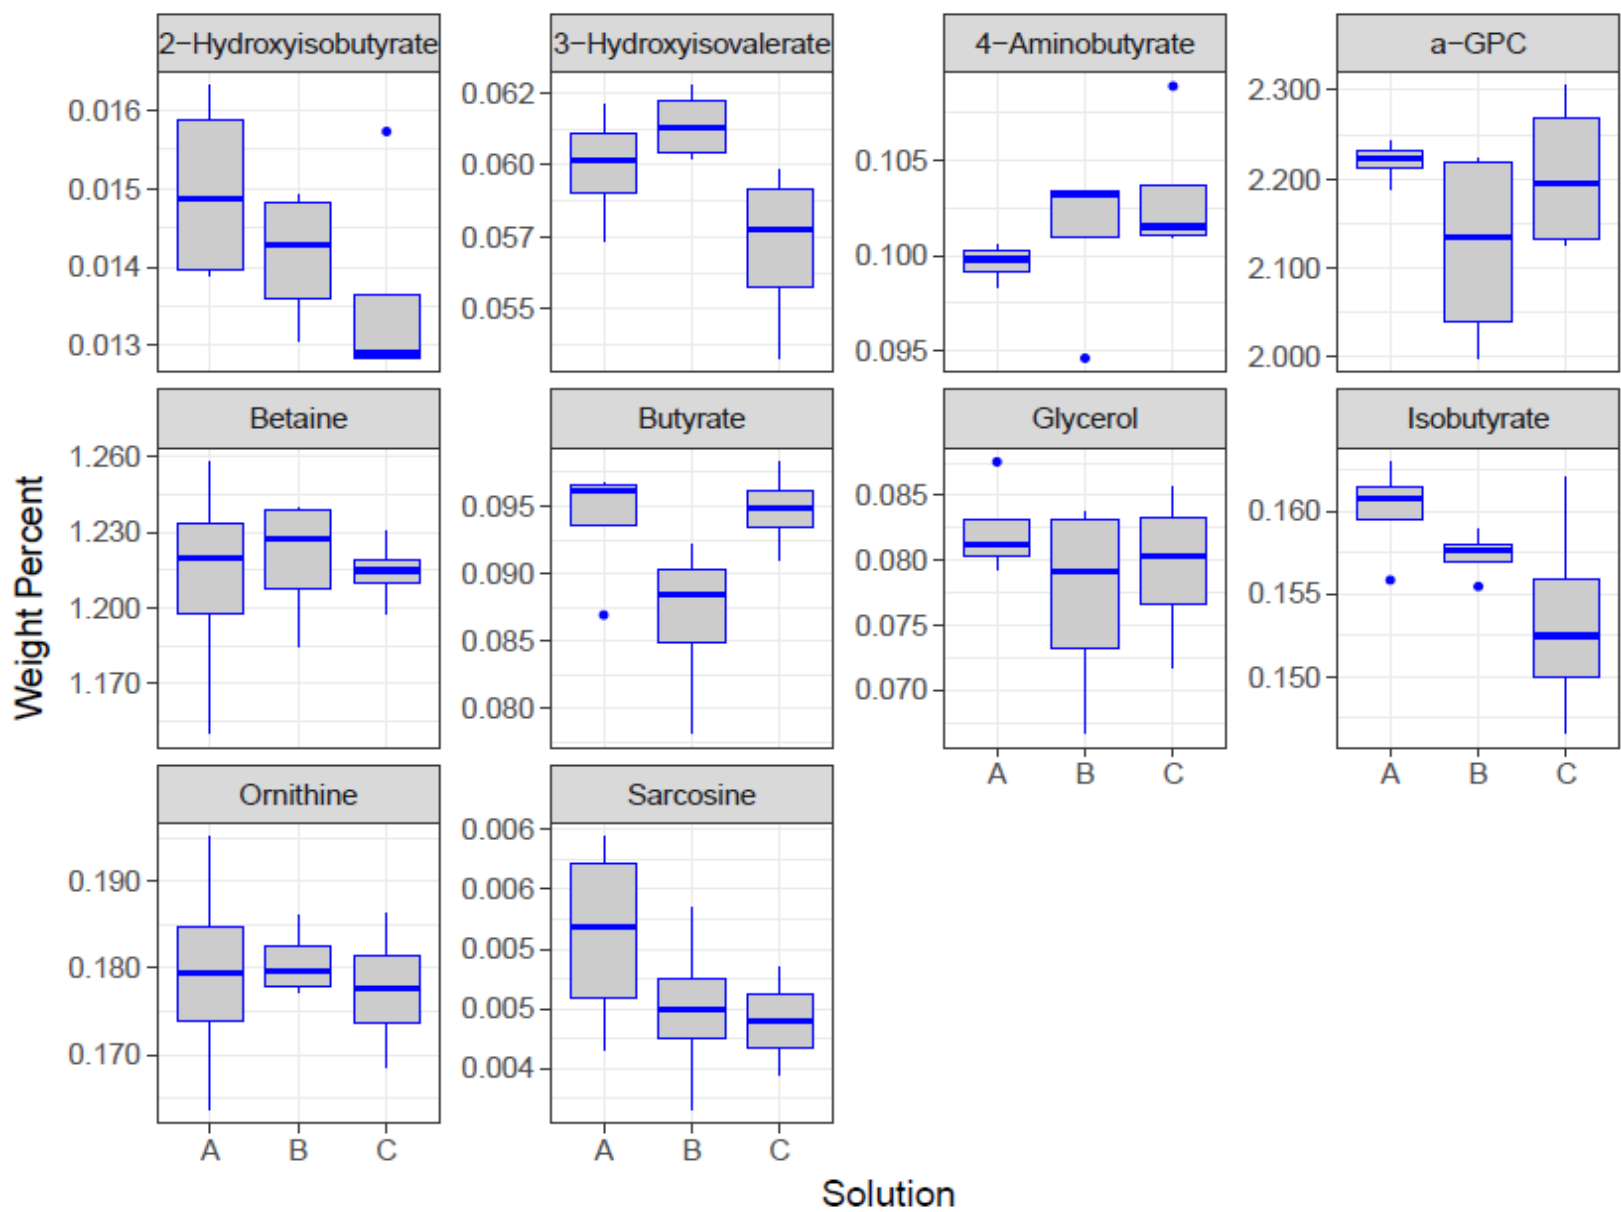 2−Hydroxyisobutyrate
3−Hydroxyisovalerate
4−Aminobutyrate
a−GPC
0.016
0.015
0.014
0.013
0.062
0.060
0.057
0.055
0.105
0.100
0.095
2.300
2.200
2.100
2.000
Betaine
Butyrate
Glycerol
Isobutyrate
1.260
1.230
1.200
1.170
0.095
0.090
0.085
0.080
0.085
0.080
0.075
0.070
0.160
0.155
0.150
A B C
A B C
Ornithine
Sarcosine
0.190
0.180
0.170
0.006
0.006
0.005
0.005
0.004
A B C
A B C
Weight Percent
Solution